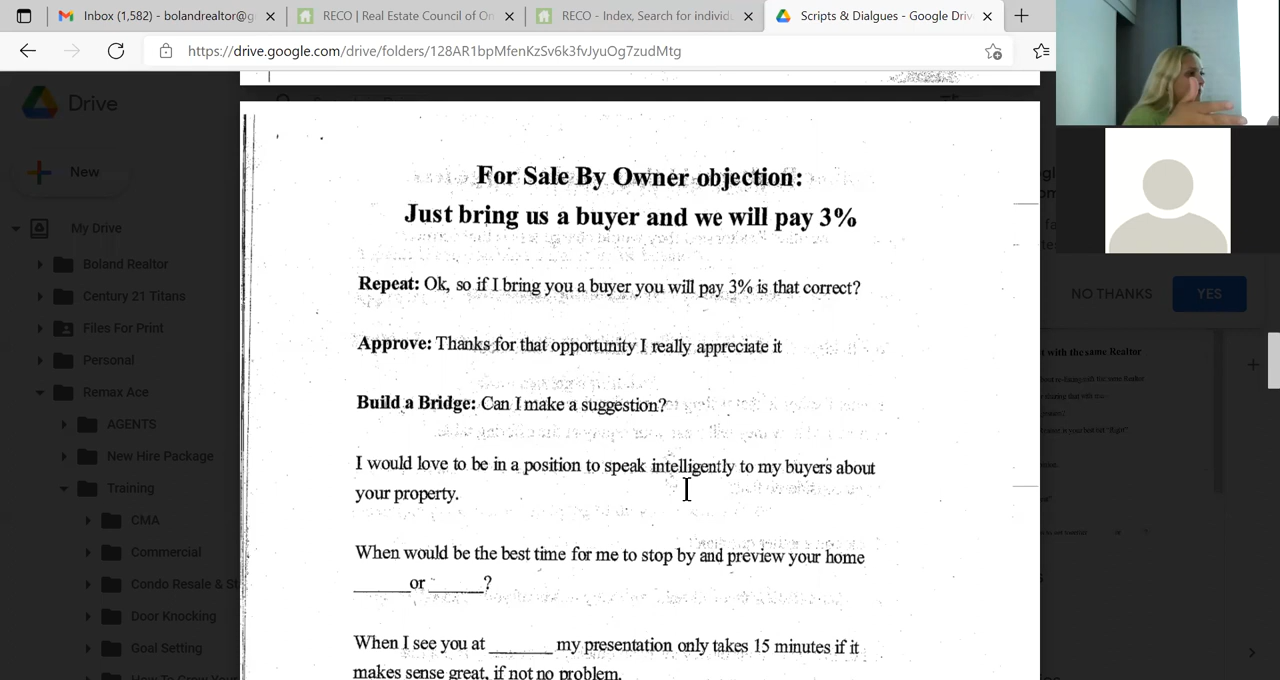 Inbox (1,582) - bolandrealtor@g
RECO | Real Estate Council of On
RECO - Index, Search for individu
Scripts & Dialgues - Google Driv
https://drive.google.com/drive/folders/128AR1bpMfenKzSv6k3fvJyuOg7zudMtg
Drive
New
My Drive
Boland Realtor
Century 21 Titans
Files For Print
Personal
Remax Ace
AGENTS
New Hire Package
Training
CMA
Commercial
Condo Resale & St
Door Knocking
Goal Setting
For Sale By Owner objection:
Just bring us a buyer and we will pay 3%
Repeat: Ok, so if I bring you a buyer you will pay 3% is that correct?
Approve: Thanks for that opportunity I really appreciate it
Build a Bridge: Can I make a suggestion?
I would love to be in a position to speak intelligently to my buyers about
your property.
When would be the best time for me to stop by and preview your home
______or ______?
When I see you at _______ my presentation only takes 15 minutes if it
makes sense great, if not no problem.
NO THANKS
YES
with the same Realtor